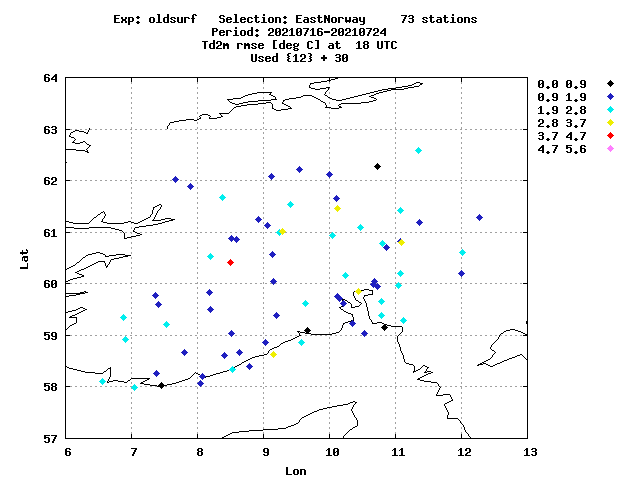 Exp: oldsurf   Selection: EastNorway     73 stations
Period: 20210716-20210724
Td2m rmse [deg C] at  18 UTC
Used {12} + 30
64
63
62
61
60
59
58
57
Lat
6 7 8 9 10 11 12 13
Lon
0.0 0.9
0.9 1.9
1.9 2.8
2.8 3.7
3.7 4.7
4.7 5.6